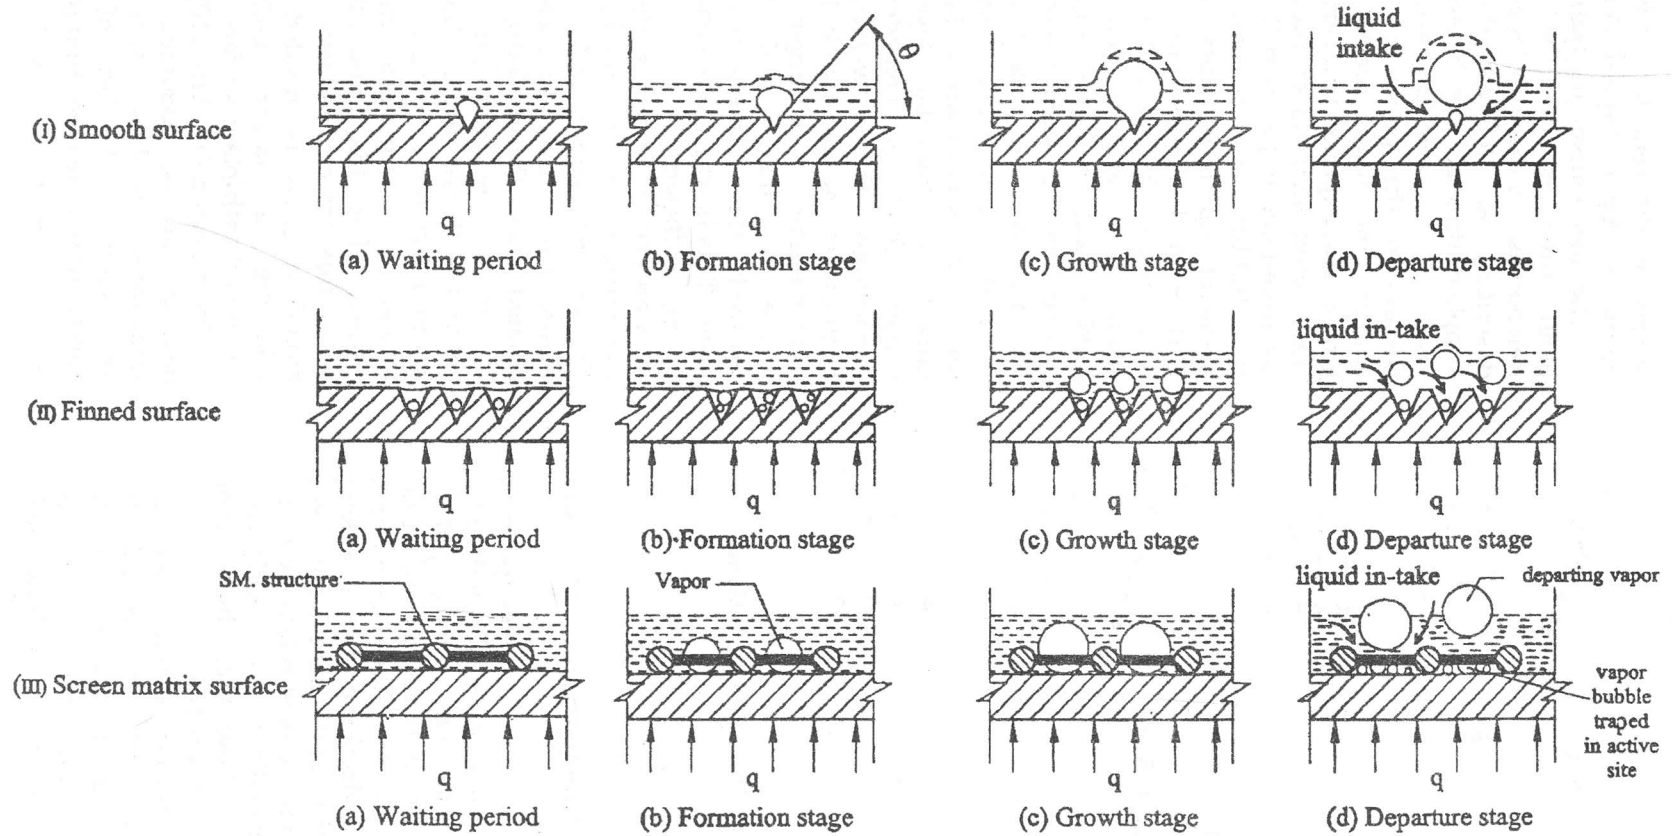 liquid
intake
θ
(I) Smooth surface
q
q
q
q
(a) Waiting period
(b) Formation stage
(c) Growth stage
(d) Departure stage
liquid in-take
(II) Finned surface
q
q
q
q
(a) Waiting period
(b) Formation stage
(c) Growth stage
(d) Departure stage
SM. structure
Vapor
liquid in-take
departing vapor
(III) Screen matrix surface
vapor
bubble
traped
in active
site
q
q
q
q
(a) Waiting period
(b) Formation stage
(c) Growth stage
(d) Departure stage